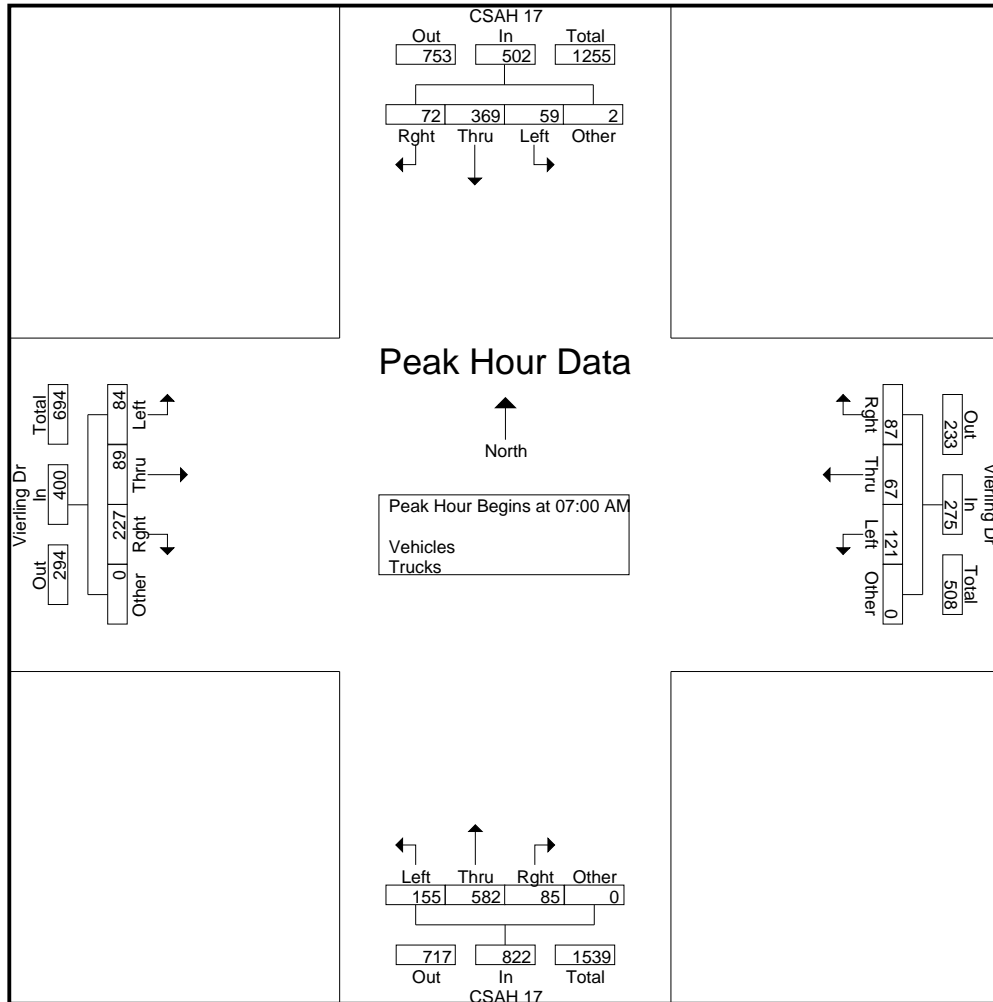 CSAH 17
Out In Total
753 502 1255
72 369 59 2
Rght Thru Left Other
Peak Hour Data
North
Peak Hour Begins at 07:00 AM
Vehicles
Trucks
Vierling Dr
Total In Out
694 400 294
84 89 227 0
Left Thru Rght Other
Rght Thru Left Other
87 67 121 0
Out In Total
233 275 508
Vierling Dr
Left Thru Rght Other
155 582 85 0
717 822 1539
Out In Total
CSAH 17